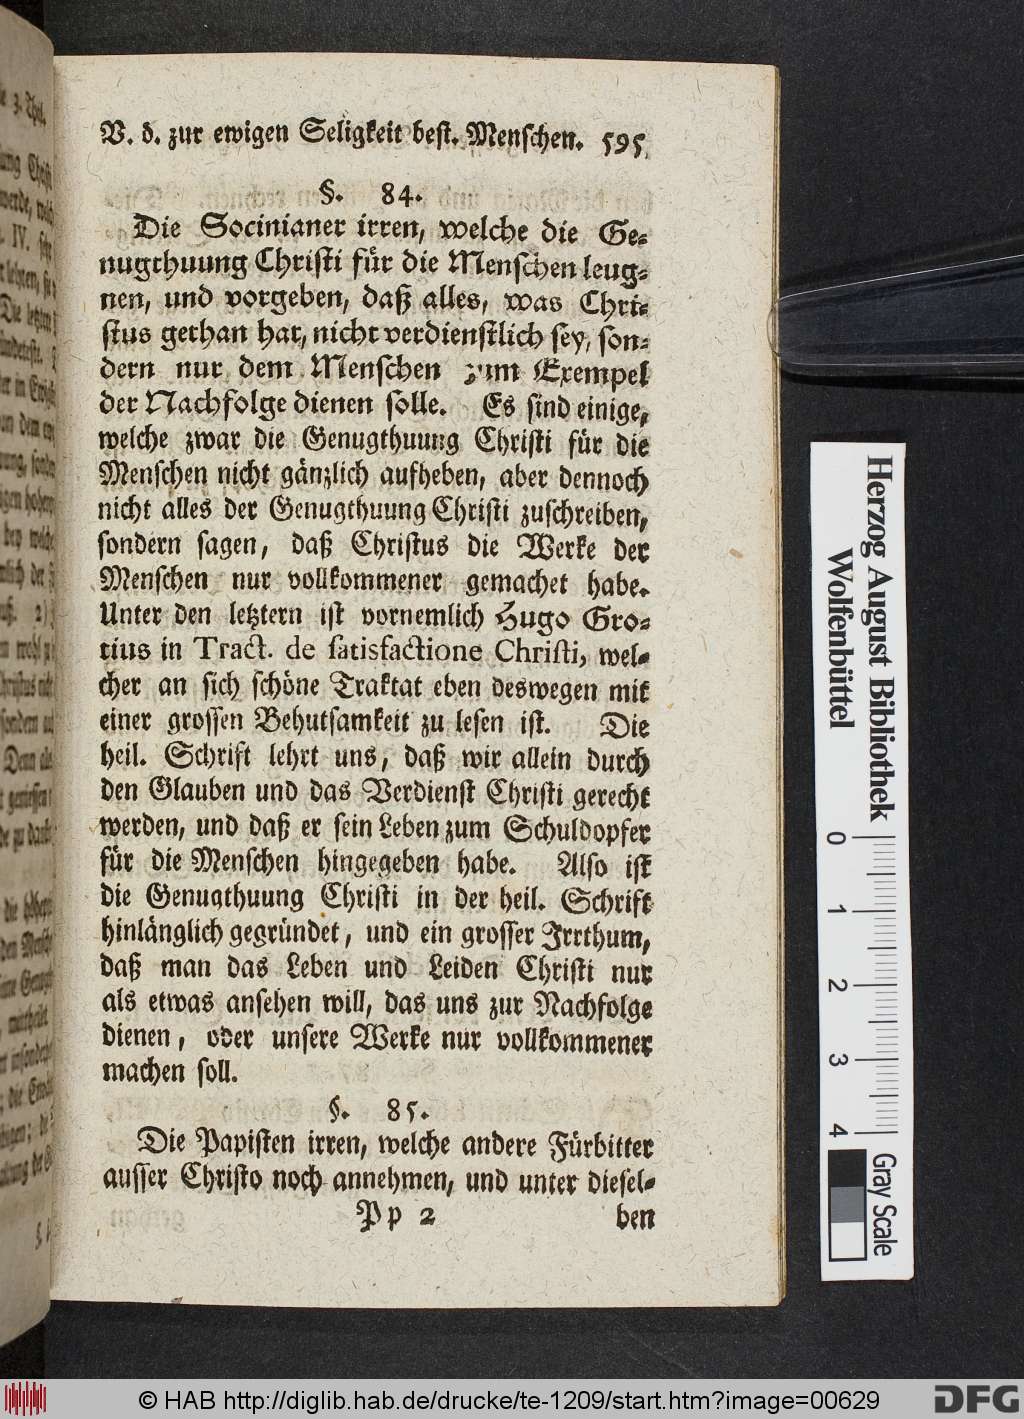 V. d. zur ewigen Seligkeit best. Menschen. 595
§. 84.
Die Socinianer irren, welche die Ge-
nugthuung Christi für die Menschen leug-
nen, und vorgeben, daß alles, was Chri-
stus gethan hat, nicht verdienstlich sey, son-
dern nur dem Menschen zum Exempel
der Nachfolge dienen solle. Es sind einige,
welche zwar die Genugthuung Christi für die
Menschen nicht gänzlich aufheben, aber dennoch
nicht alles der Genugthuung Christi zuschreiben,
sondern sagen, daß Christus die Werke der
Menschen nur vollkommener gemachet habe.
Unter den letztern ist vornemlich Hugo Gro-
tius in Tract. de satisfactione Christi, wel-
cher an sich schöne Traktat eben deswegen mit
einer grossen Behutsamkeit zu lesen ist. Die
heil. Schrift lehrt uns, daß wir allein durch
den Glauben und das Verdienst Christi gerecht
werden, und daß er sein Leben zum Schuldopfer
für die Menschen hingegeben habe. Also ist
die Genugthuung Christi in der heil. Schrift
hinlänglich gegründet, und ein grosser Irrthum,
daß man das Leben und Leiden Christi nur
als etwas ansehen will, das uns zur Nachfolge
dienen, oder unsere Werke nur vollkommener
machen soll.
§. 85.
Die Papisten irren, welche andere Fürbitter
ausser Christo noch annehmen, und unter diesel-
Pp 2 ben
Herzog August Bibliothek
Wolfenbüttel
0 1 2 3 4
Gray Scale
© HAB http://diglib.hab.de/drucke/te-1209/start.htm?image=00629
DFG